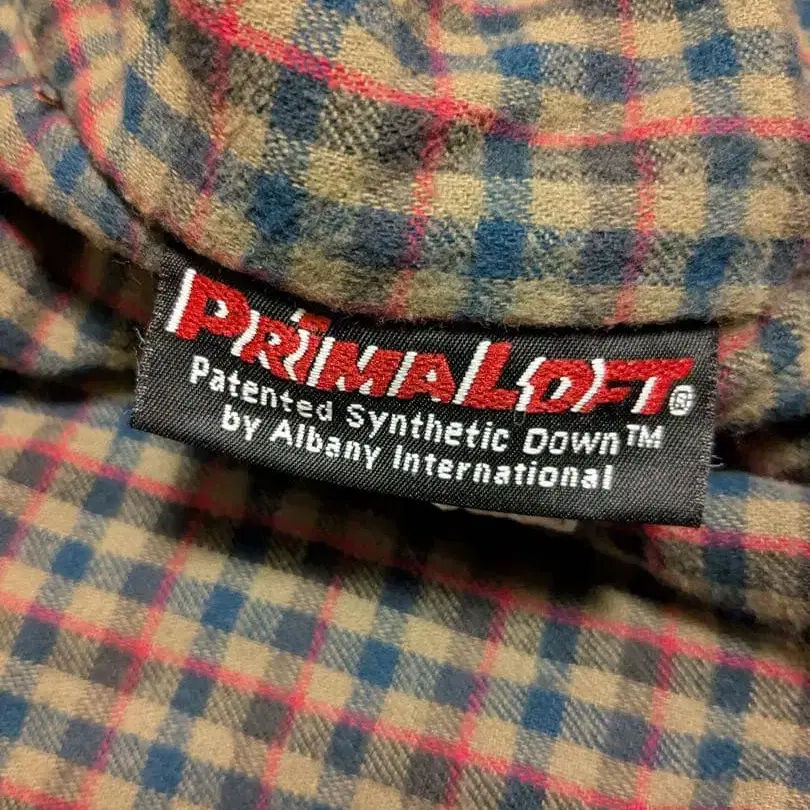 PRiMALOFT®
Patented Synthetic Down™
by Albany International